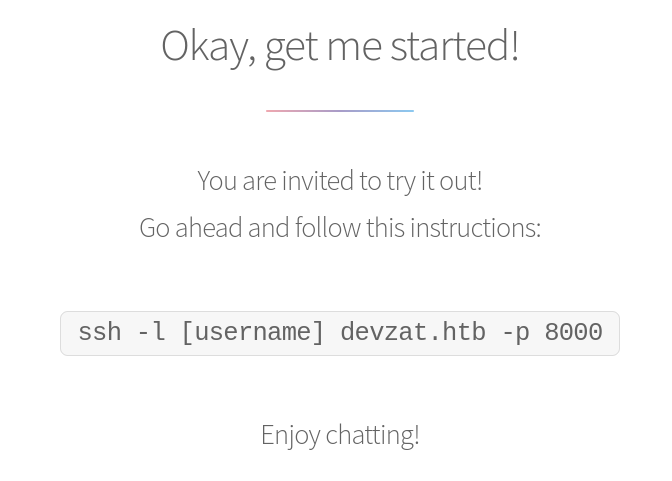 Okay, get me started!
You are invited to try it out!
Go ahead and follow this instructions:
ssh -l [username] devzat.htb -p 8000
Enjoy chatting!